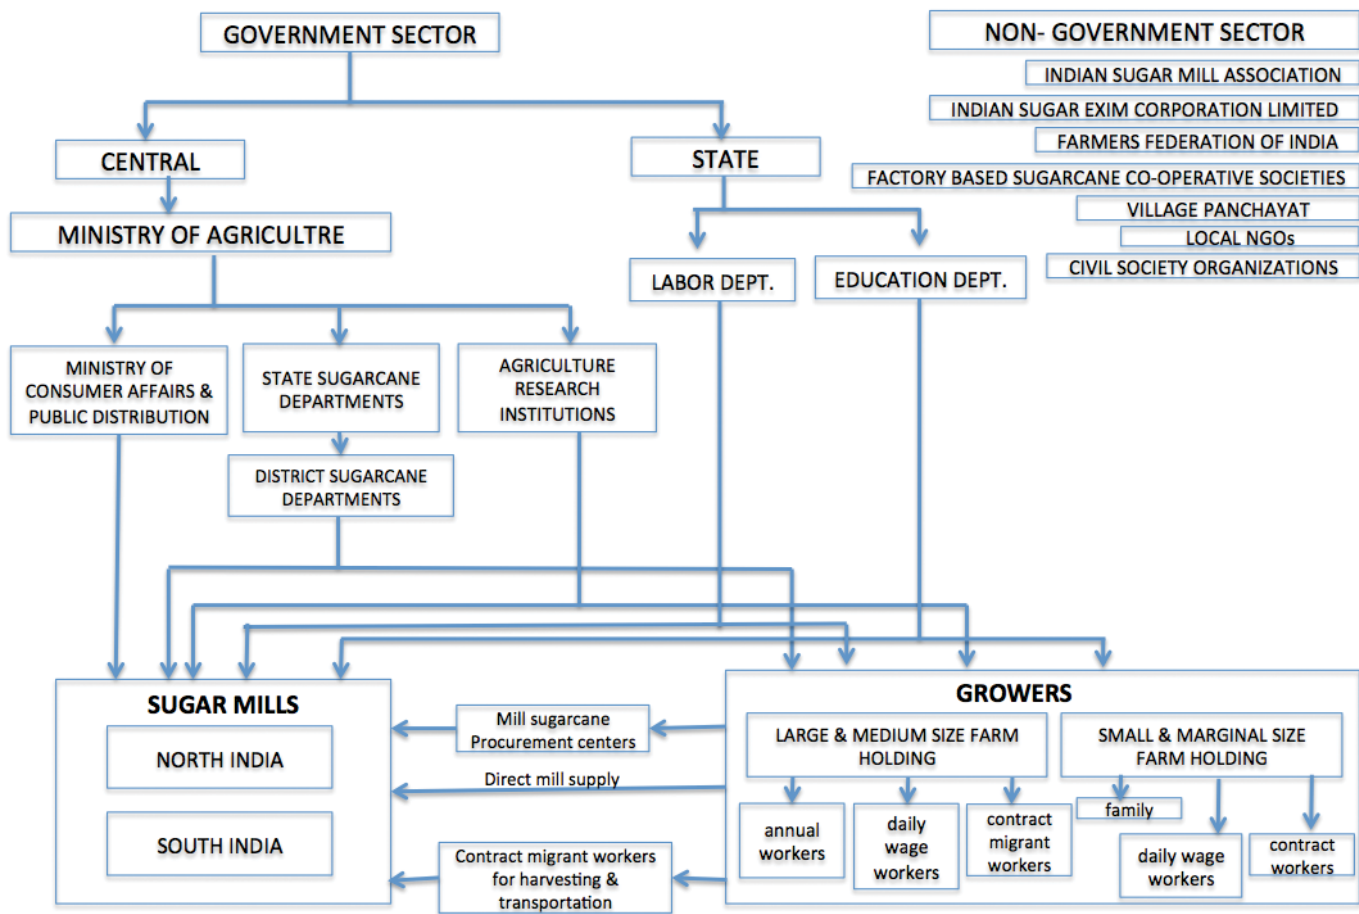 GOVERNMENT SECTOR
NON- GOVERNMENT SECTOR
INDIAN SUGAR MILL ASSOCIATION
INDIAN SUGAR EXIM CORPORATION LIMITED
FARMERS FEDERATION OF INDIA
FACTORY BASED SUGARCANE CO-OPERATIVE SOCIETIES
VILLAGE PANCHAYAT
LOCAL NGOs
CIVIL SOCIETY ORGANIZATIONS
CENTRAL
STATE
MINISTRY OF AGRICULTRE
LABOR DEPT.
EDUCATION DEPT.
MINISTRY OF
CONSUMER AFFAIRS &
PUBLIC DISTRIBUTION
STATE SUGARCANE
DEPARTMENTS
AGRICULTURE
RESEARCH
INSTITUTIONS
DISTRICT SUGARCANE
DEPARTMENTS
SUGAR MILLS
NORTH INDIA
SOUTH INDIA
Mill sugarcane
Procurement centers
Direct mill supply
Contract migrant workers
for harvesting &
transportation
GROWERS
LARGE & MEDIUM SIZE FARM
HOLDING
SMALL & MARGINAL SIZE
FARM HOLDING
annual
workers
daily
wage
workers
contract
migrant
workers
family
daily wage
workers
contract
workers